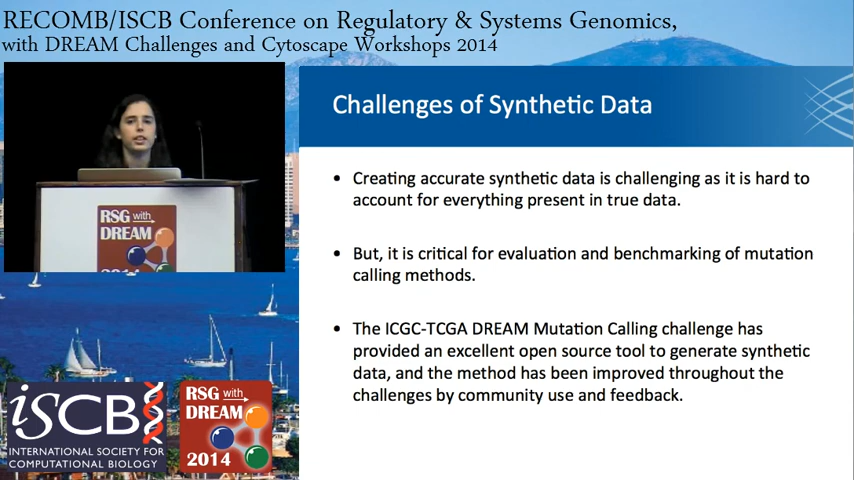 RECOMB/ISCB Conference on Regulatory & Systems Genomics,
with DREAM Challenges and Cytoscape Workshops 2014
RSG with
DREAM
2014
Challenges of Synthetic Data
• Creating accurate synthetic data is challenging as it is hard to
account for everything present in true data.
• But, it is critical for evaluation and benchmarking of mutation
calling methods.
• The ICGC-TCGA DREAM Mutation Calling challenge has
provided an excellent open source tool to generate synthetic
data, and the method has been improved throughout the
challenges by community use and feedback.
iSCB
INTERNATIONAL SOCIETY FOR
COMPUTATIONAL BIOLOGY
RSG with
DREAM
2014